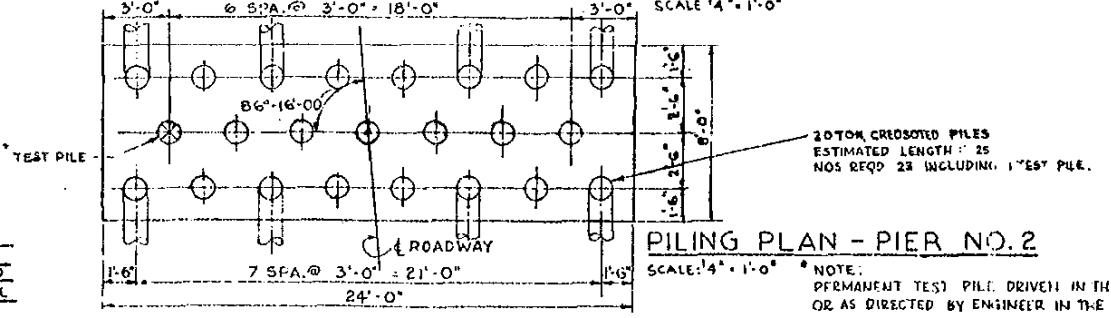 3'-0" 6 SPA.@ 3'-0" = 18'-0" 3'-0"
SCALE 1/4" = 1'-0"
86°-16'-00"
* TEST PILE
1'-6"
2'-6"
2'-6"
1'-6"
8'-0"
20 TON CREOSOTED PILES
ESTIMATED LENGTH = 25
NOS REQD 23 INCLUDING 1 TEST PILE.
℄ ROADWAY
1'-6" 7 SPA.@ 3'-0" = 21'-0" 1'-6"
24'-0"
PILING PLAN - PIER NO. 2
SCALE: 1/4" = 1'-0" * NOTE:
PERMANENT TEST PILE DRIVEN IN TH
OR AS DIRECTED BY ENGINEER IN THE